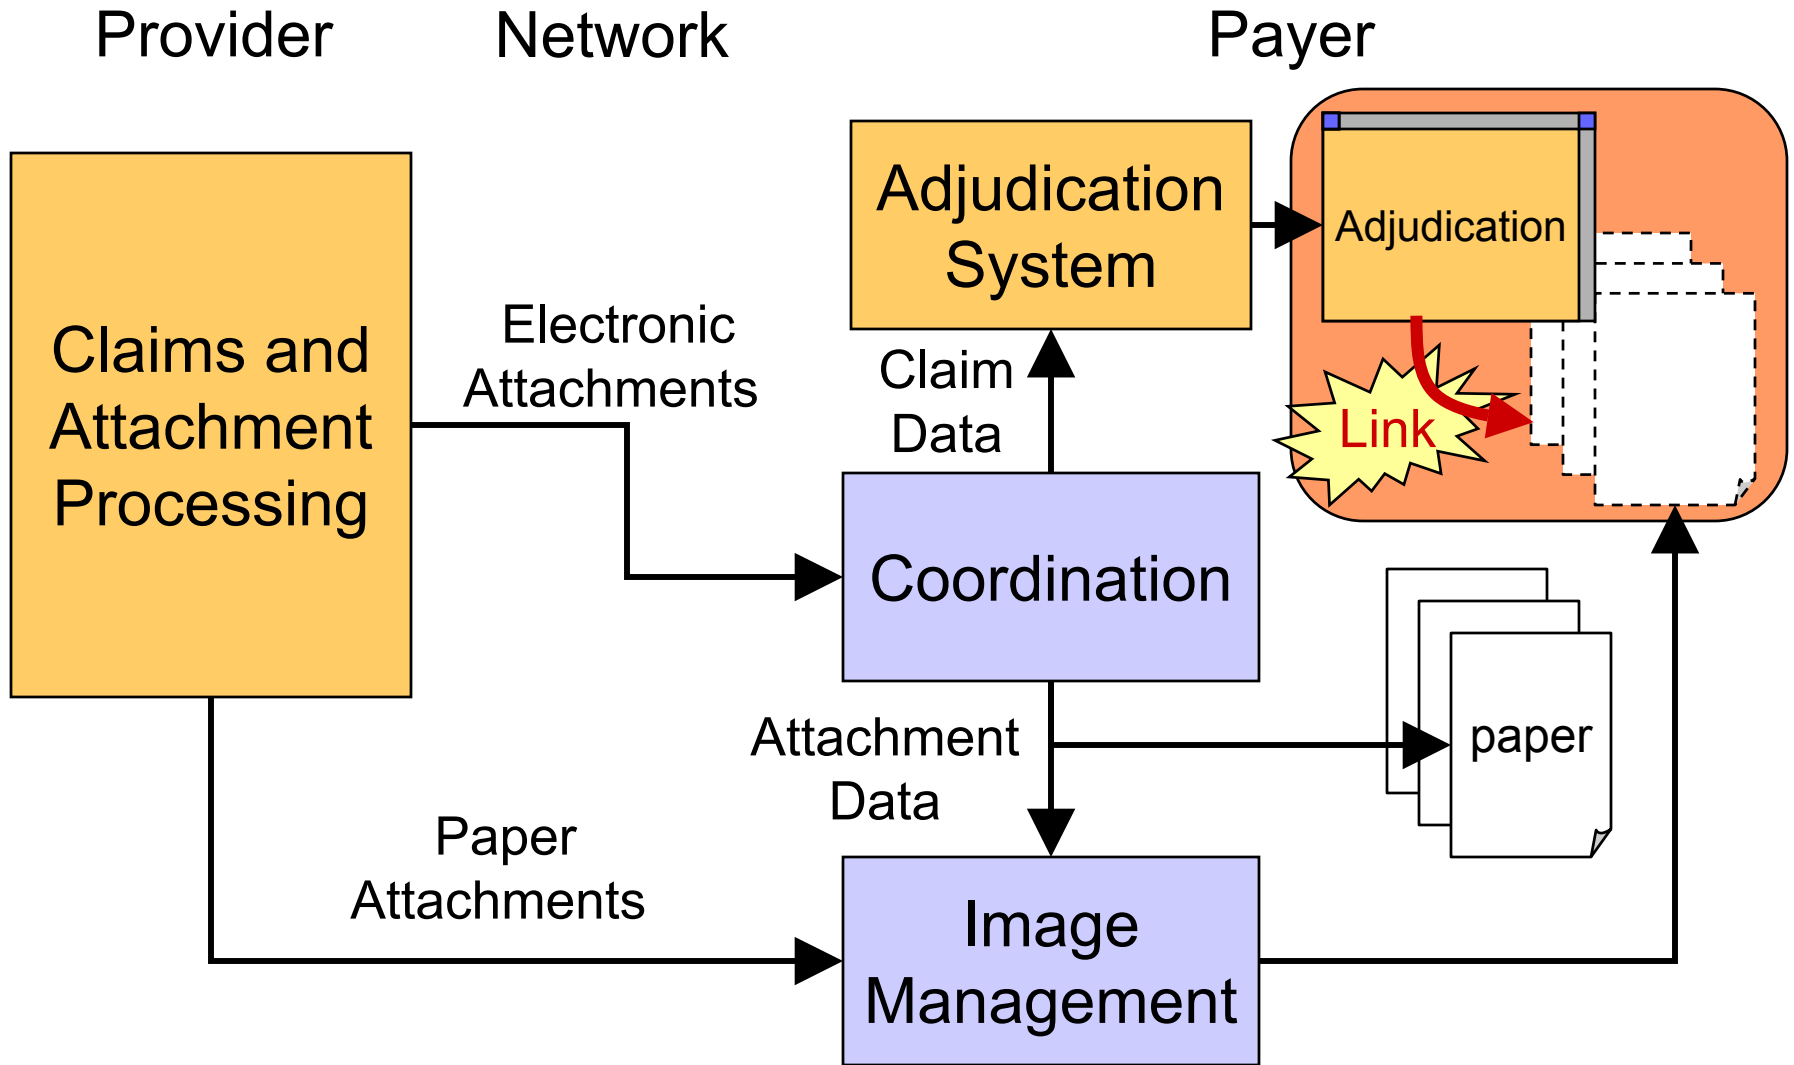 Provider
Network
Payer
Claims and
Attachment
Processing
Electronic
Attachments
Adjudication
System
Adjudication
Claim
Data
Link
Coordination
Attachment
Data
paper
Paper
Attachments
Image
Management